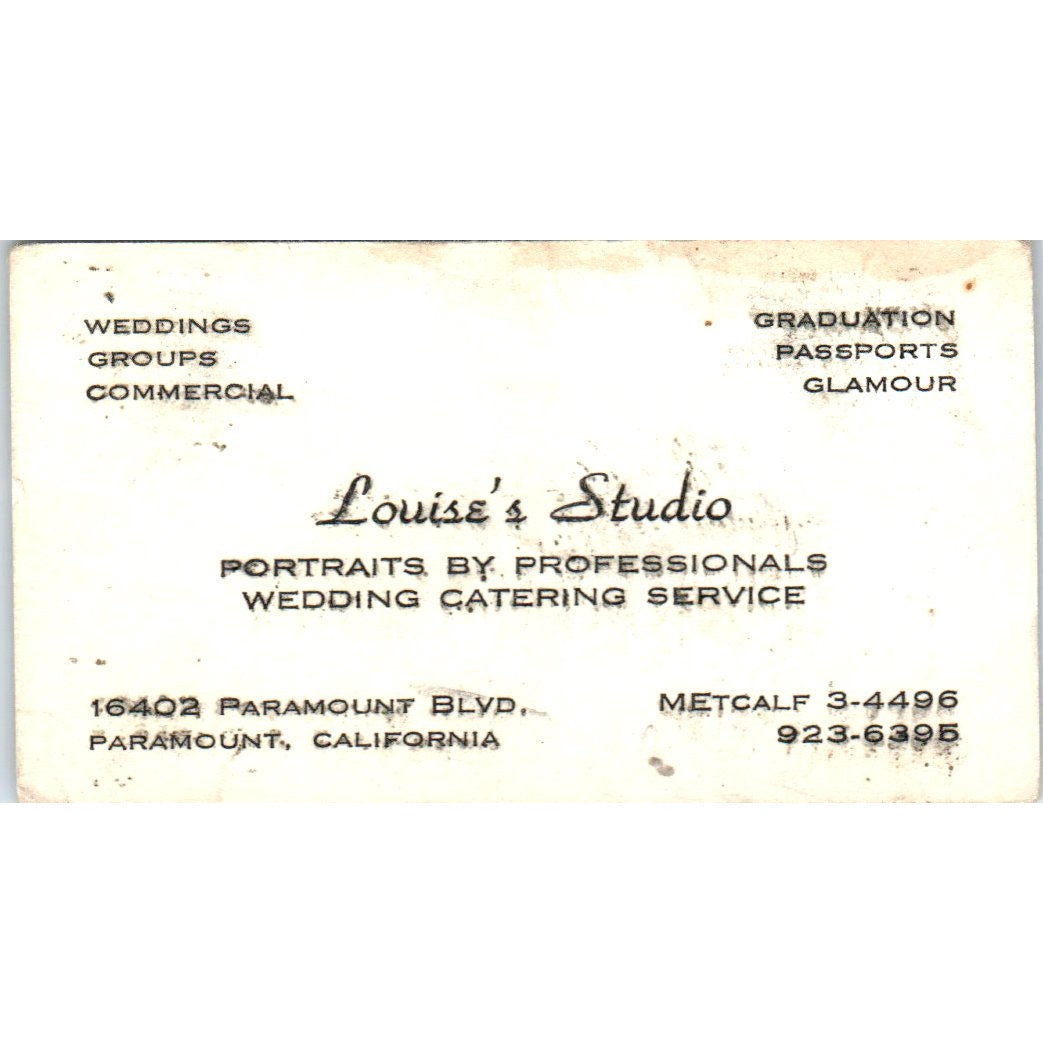 WEDDINGS
GROUPS
COMMERCIAL
GRADUATION
PASSPORTS
GLAMOUR
Louise's Studio
PORTRAITS BY PROFESSIONALS
WEDDING CATERING SERVICE
16402 PARAMOUNT BLVD.
PARAMOUNT, CALIFORNIA
METCALF 3-4496
923-6395